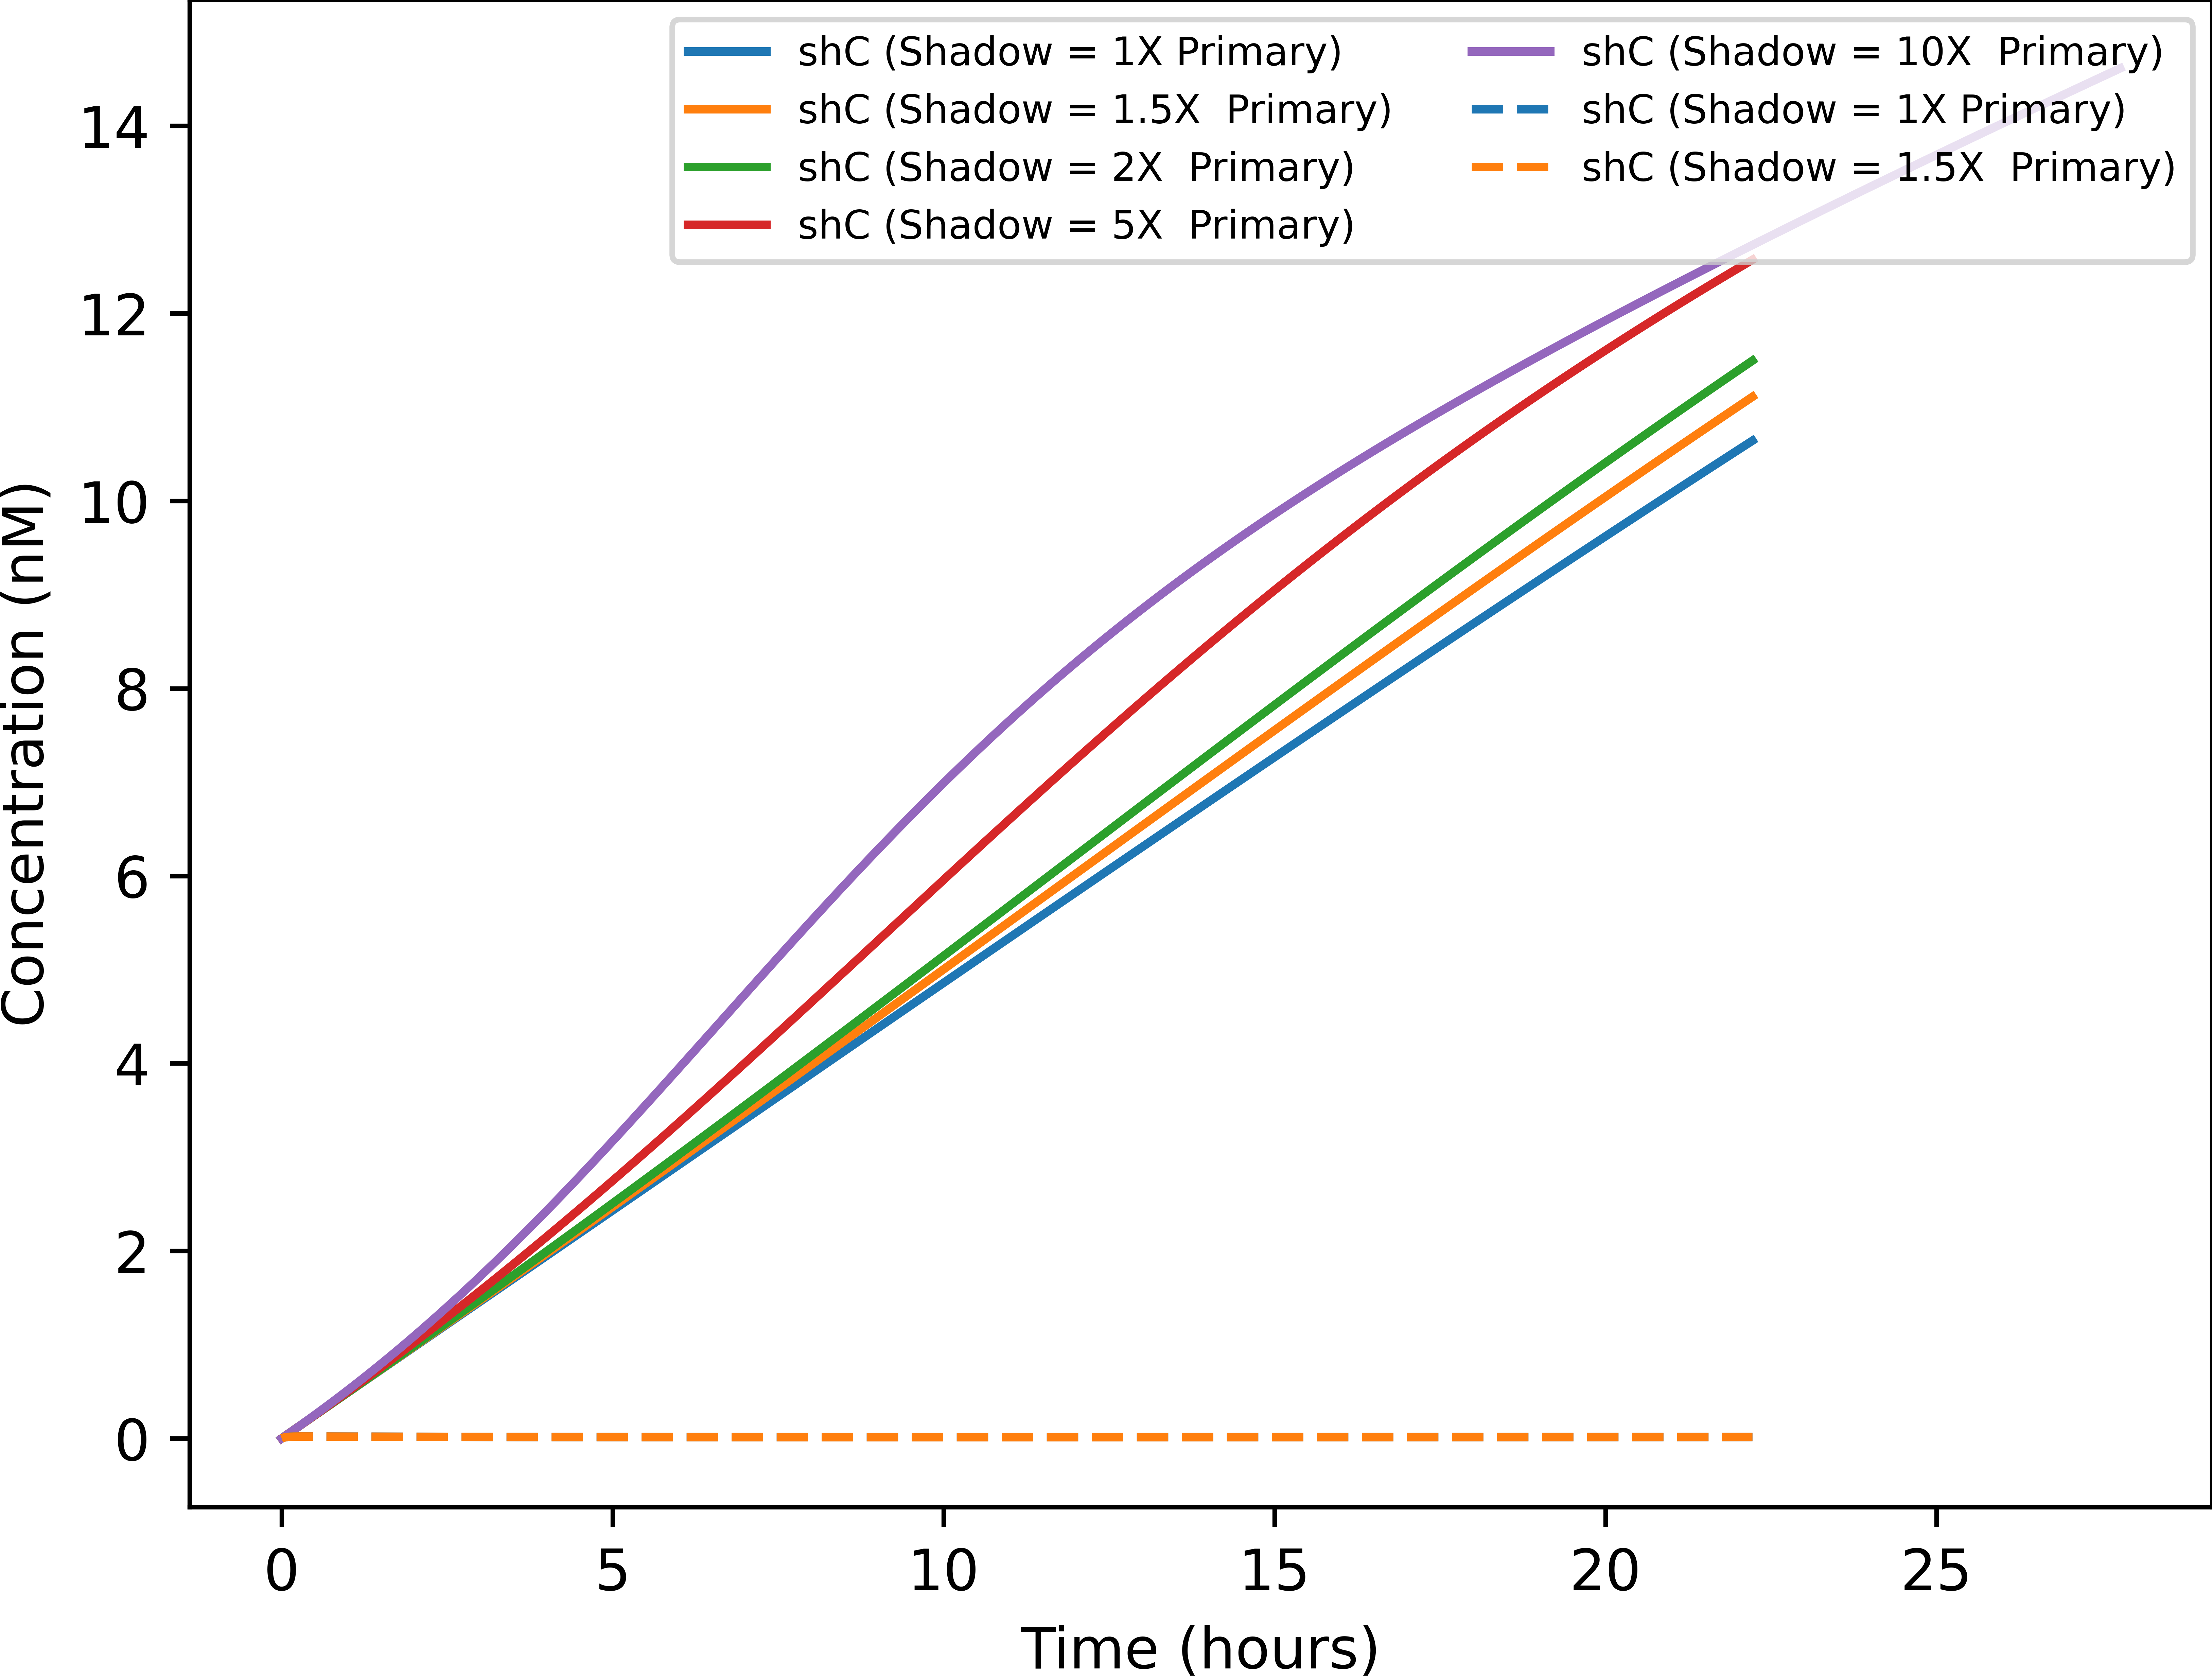 shC (Shadow = 1X Primary)
shC (Shadow = 1.5X  Primary)
shC (Shadow = 2X  Primary)
shC (Shadow = 5X  Primary)
shC (Shadow = 10X  Primary)
shC (Shadow = 1X Primary)
shC (Shadow = 1.5X  Primary)
Concentration (nM)
14
12
10
8
6
4
2
0
0 5 10 15 20 25
Time (hours)